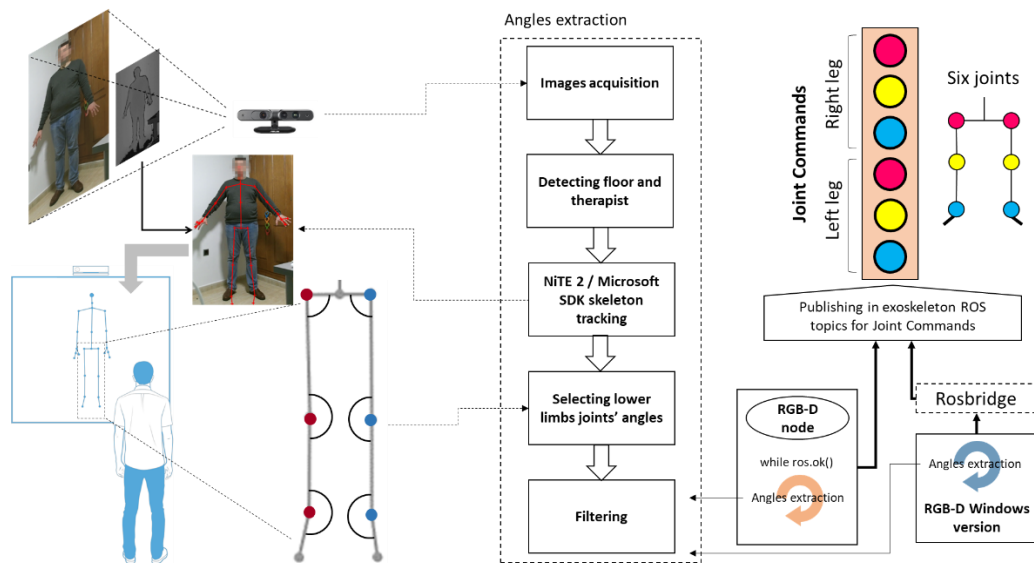 Angles extraction
Images acquisition
Detecting floor and
therapist
NiTE 2 / Microsoft
SDK skeleton
tracking
Selecting lower
limbs joints’ angles
Filtering
Joint Commands
Right leg
Left leg
Six joints
Publishing in exoskeleton ROS
topics for Joint Commands
RGB-D
node
while ros.ok()
Angles extraction
Rosbridge
Angles extraction
RGB-D Windows
version